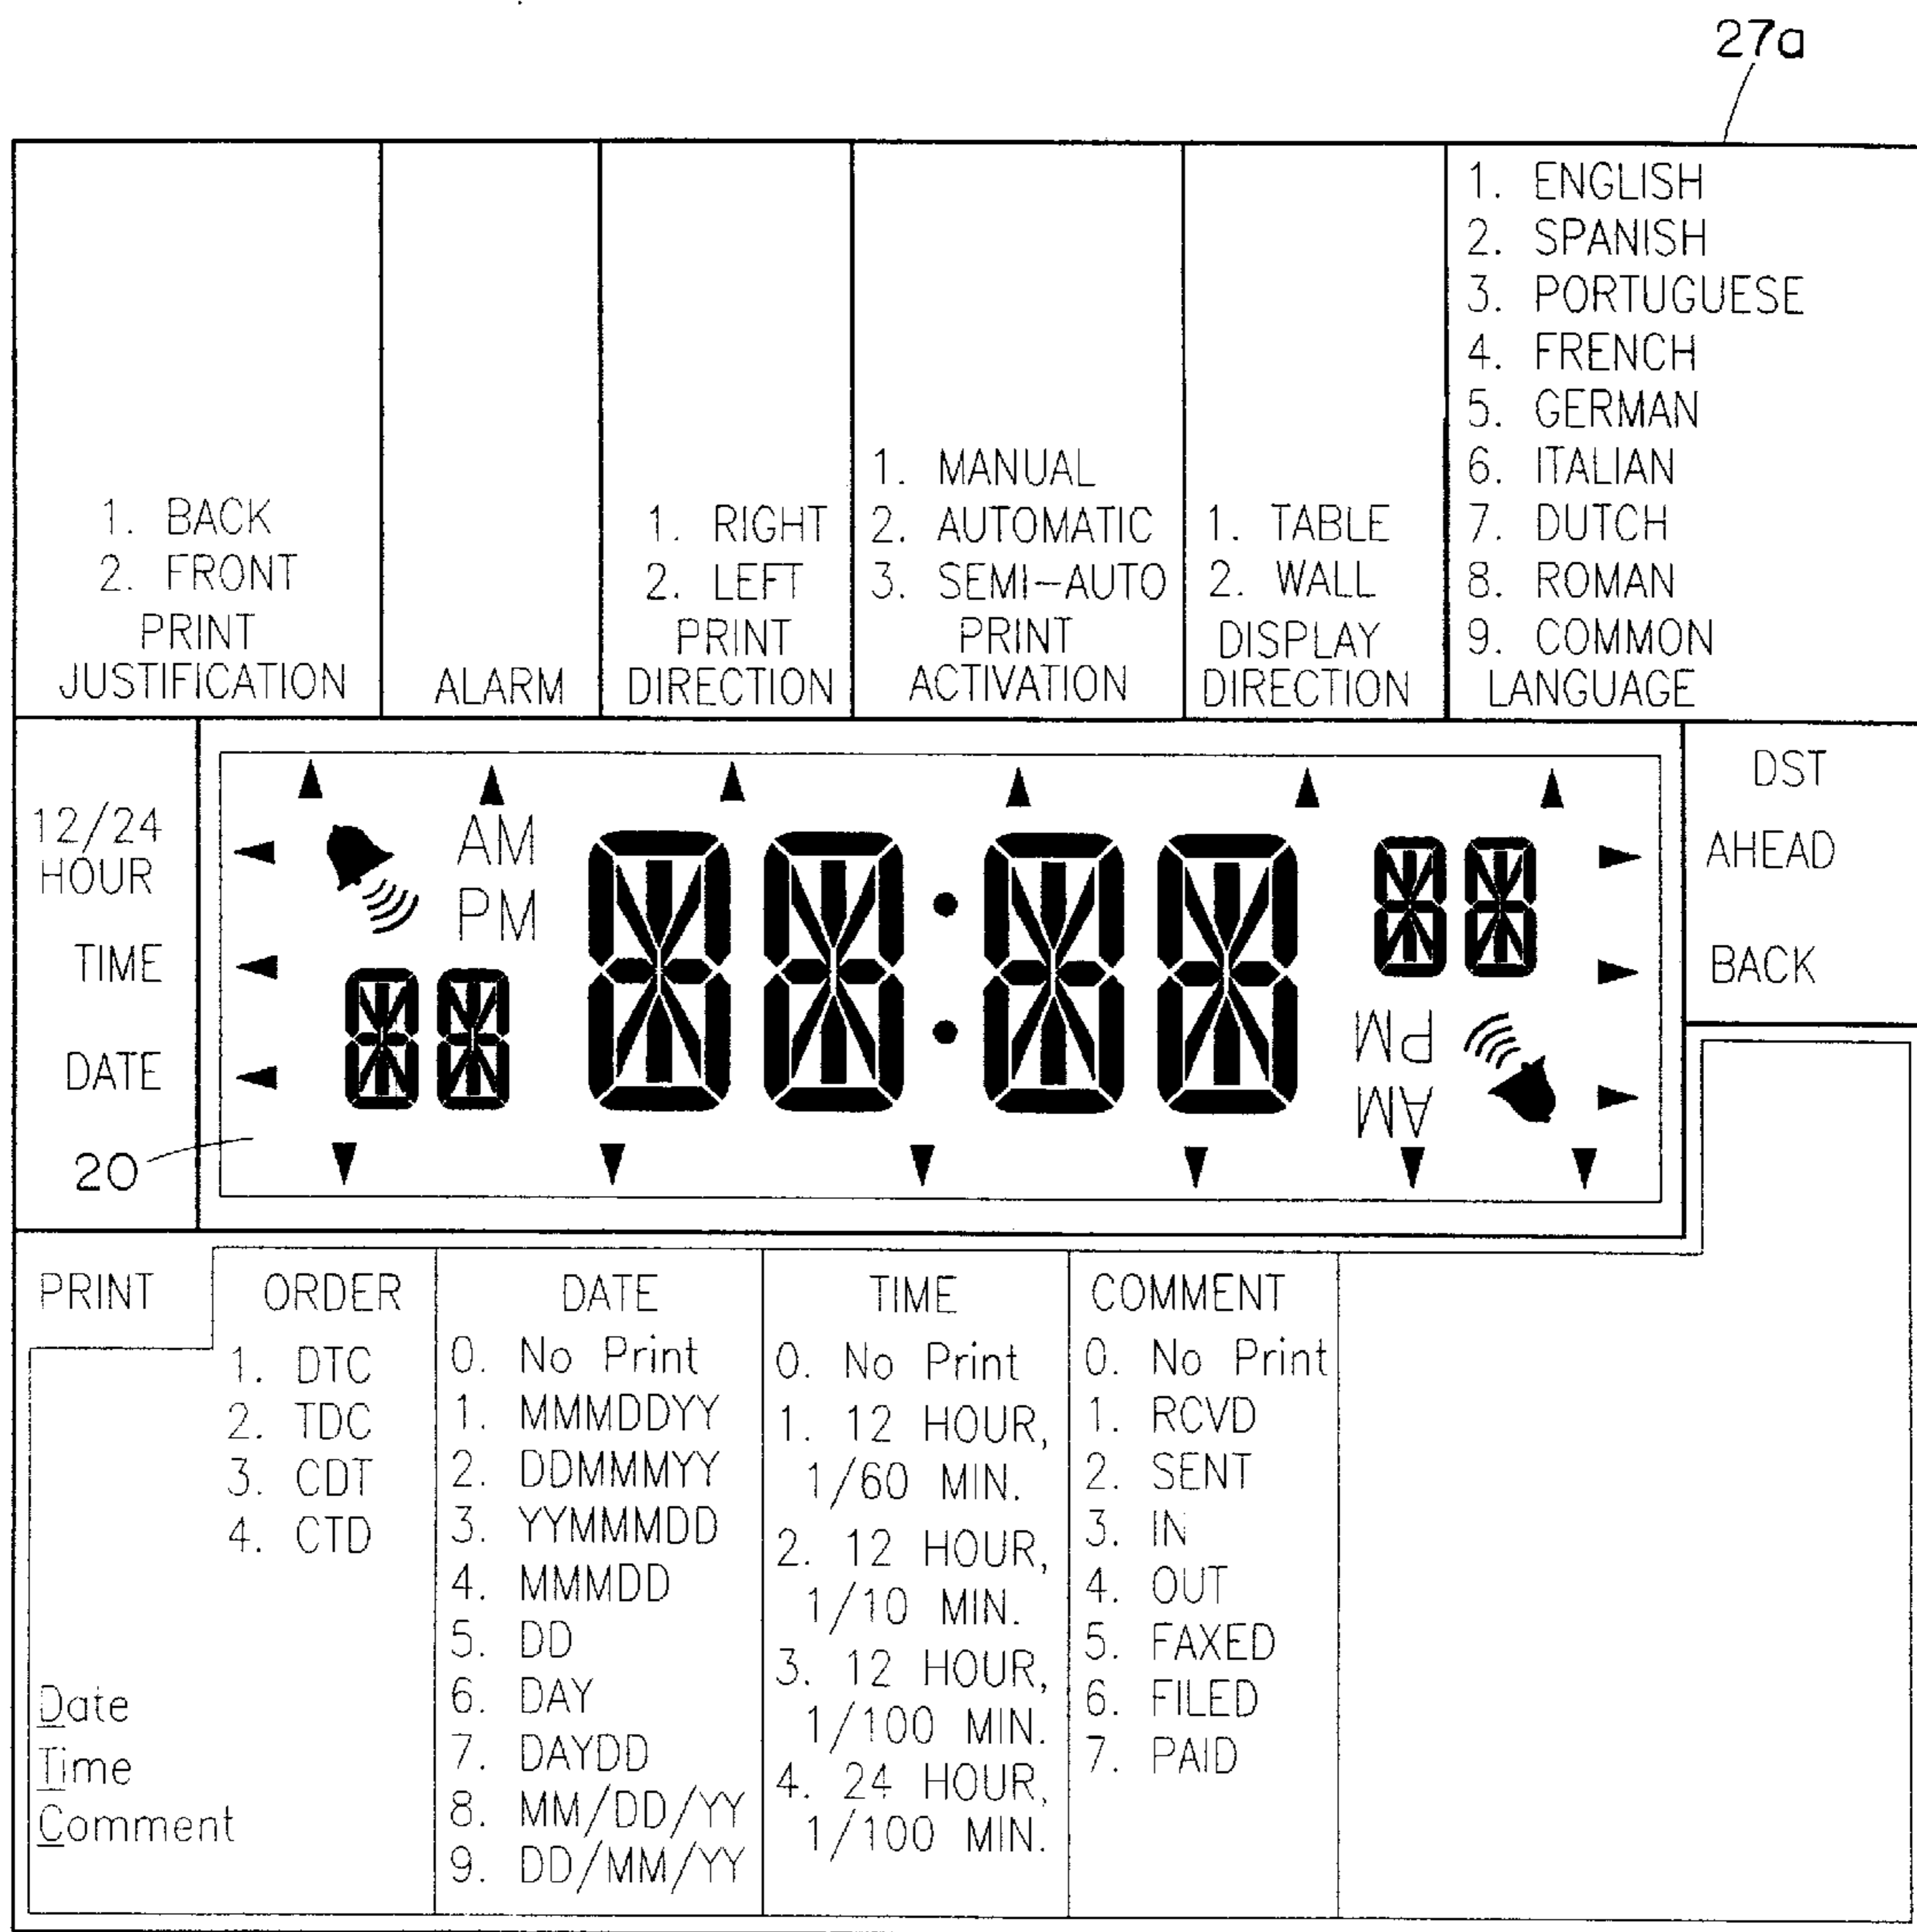 27a
1. BACK
2. FRONT
PRINT
JUSTIFICATION
ALARM
1. RIGHT
2. LEFT
PRINT
DIRECTION
1. MANUAL
2. AUTOMATIC
3. SEMI-AUTO
PRINT
ACTIVATION
1. TABLE
2. WALL
DISPLAY
DIRECTION
1. ENGLISH
2. SPANISH
3. PORTUGUESE
4. FRENCH
5. GERMAN
6. ITALIAN
7. DUTCH
8. ROMAN
9. COMMON
LANGUAGE
12/24
HOUR
TIME
DATE
20
AM
PM
PM
AM
DST
AHEAD
BACK
PRINT
Date
Time
Comment
ORDER
1. DTC
2. TDC
3. CDT
4. CTD
DATE
0. No Print
1. MMMDDYY
2. DDMMMYY
3. YYMMMDD
4. MMMDD
5. DD
6. DAY
7. DAYDD
8. MM/DD/YY
9. DD/MM/YY
TIME
0. No Print
1. 12 HOUR,
1/60 MIN.
2. 12 HOUR,
1/10 MIN.
3. 12 HOUR,
1/100 MIN.
4. 24 HOUR,
1/100 MIN.
COMMENT
0. No Print
1. RCVD
2. SENT
3. IN
4. OUT
5. FAXED
6. FILED
7. PAID